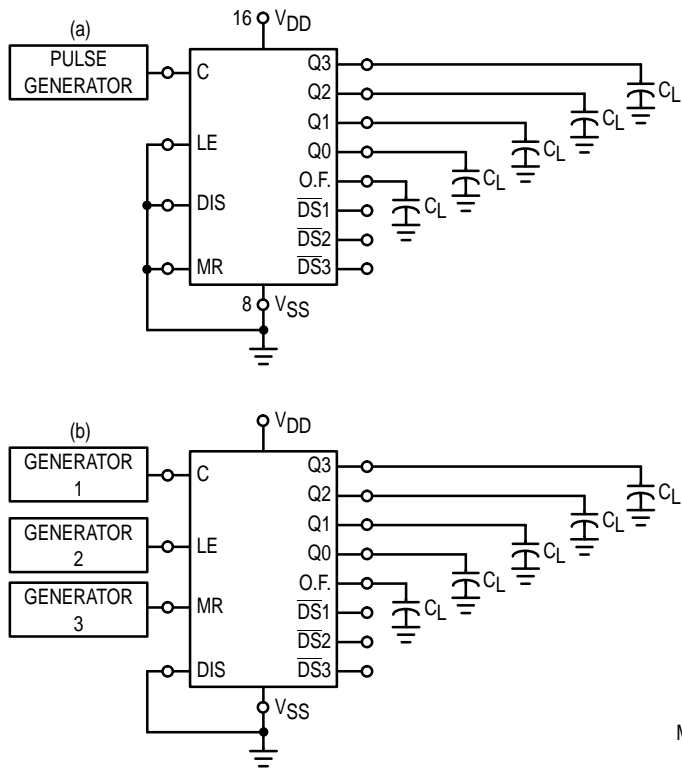 (a)
PULSE
GENERATOR
16 VDD
C
LE
DIS
MR
Q3
Q2
Q1
Q0
O.F.
DS1
DS2
DS3
8 VSS
CL
CL
CL
CL
CL
(b)
GENERATOR
1
GENERATOR
2
GENERATOR
3
VDD
C
LE
MR
DIS
Q3
Q2
Q1
Q0
O.F.
DS1
DS2
DS3
VSS
CL
CL
CL
CL
CL
M